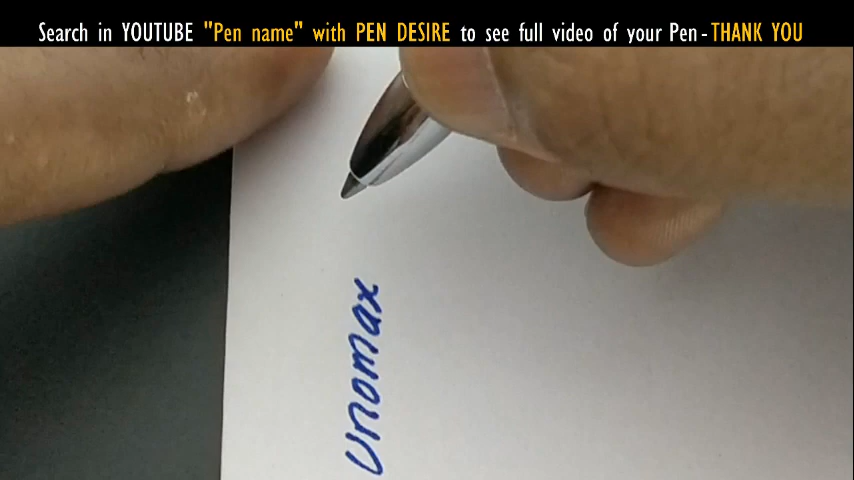 Search in YOUTUBE "Pen name" with PEN DESIRE to see full video of your Pen - THANK YOU
Unomax